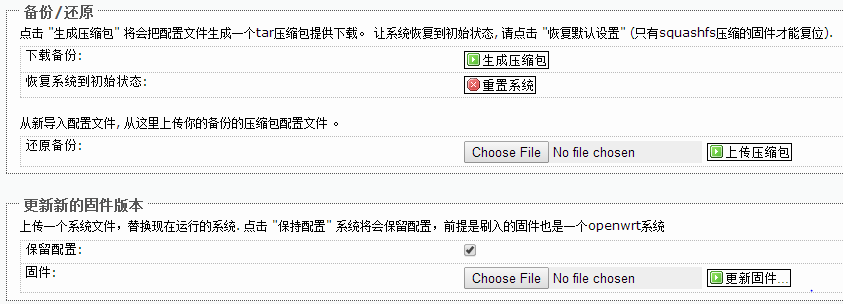 备份/还原
点击 "生成压缩包" 将会把配置文件生成一个tar压缩包提供下载。 让系统恢复到初始状态, 请点击 "恢复默认设置" (只有squashfs压缩的固件才能复位).
下载备份: 生成压缩包
恢复系统到初始状态: 重置系统
从新导入配置文件, 从这里上传你的备份的压缩包配置文件 。
还原备份: Choose File No file chosen 上传压缩包
更新新的固件版本
上传一个系统文件，替换现在运行的系统. 点击 "保持配置" 系统将会保留配置，前提是刷入的固件也是一个openwrt系统
保留配置:
固件: Choose File No file chosen 更新固件...